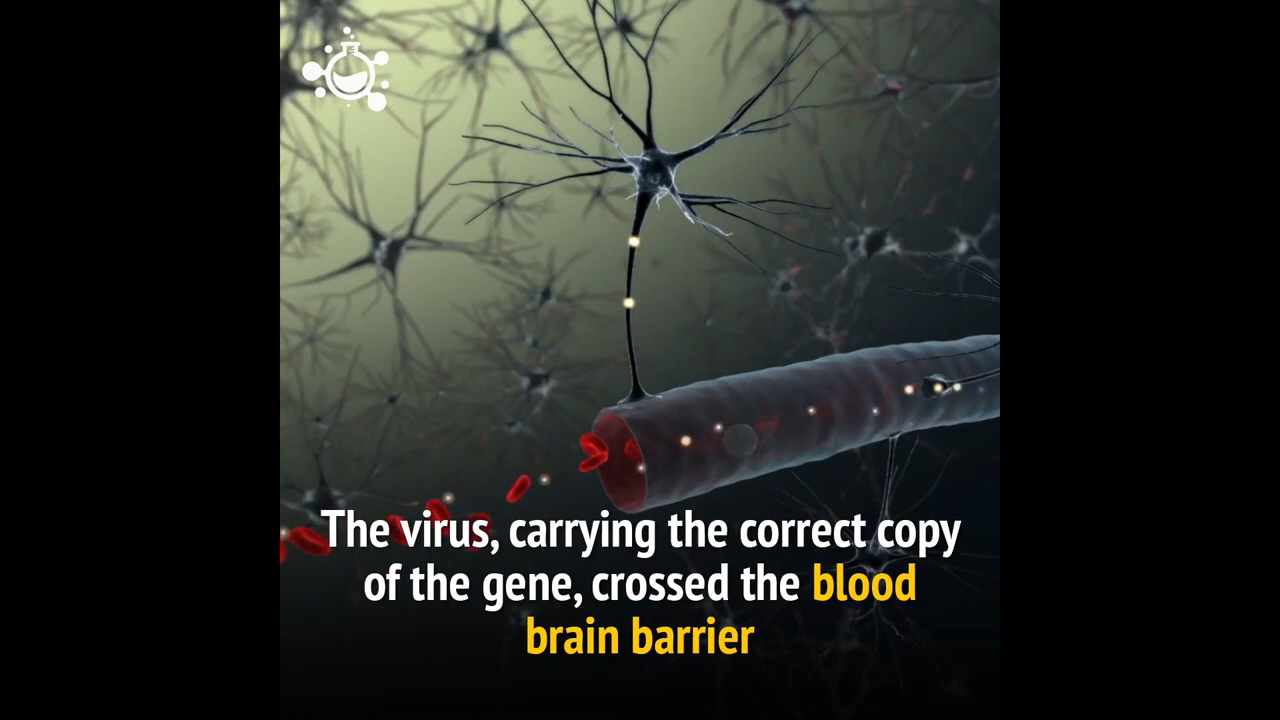 The virus, carrying the correct copy
of the gene, crossed the blood
brain barrier